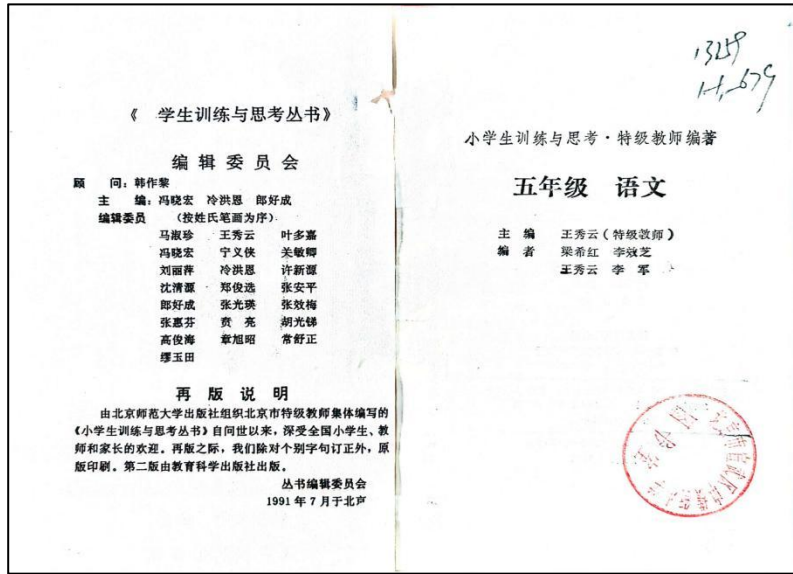 《 学生训练与思考丛书》
编辑委员会
顾 问：韩作黎
主 编：冯晓宏 冷洪恩 郎好成
编辑委员 （按姓氏笔画为序）
马淑珍 王秀云 叶多嘉
冯晓宏 宁义侠 关敏卿
刘丽萍 冷洪恩 许新源
沈清源 郑俊选 张安平
郎好成 张光瑛 张效梅
张惠芬 贲亮 胡光锑
高俊海 章旭昭 常舒正
缪玉田
再版说明
由北京师范大学出版社组织北京市特级教师集体编写的
《小学生训练与思考丛书》自问世以来，深受全国小学生、教
师和家长的欢迎。再版之际，我们除对个别字句订正外，原
版印刷。第二版由教育科学出版社出版。
丛书编辑委员会
1991年7月于北京
13259
小学生训练与思考·特级教师编著
五年级 语文
主 编 王秀云（特级教师）
编 者 梁希红 李效芝
王秀云 李 军